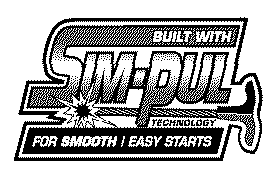 BUILT WITH
SIM-PUL
TECHNOLOGY
FOR SMOOTH | EASY STARTS